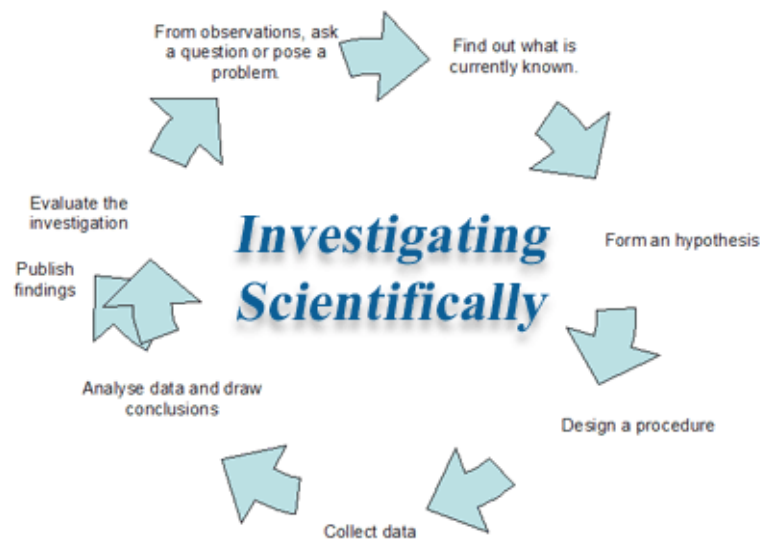 From observations, ask
a question or pose a
problem.
Find out what is
currently known.
Form an hypothesis
Design a procedure
Collect data
Analyse data and draw
conclusions
Publish
findings
Evaluate the
investigation
Investigating
Scientifically